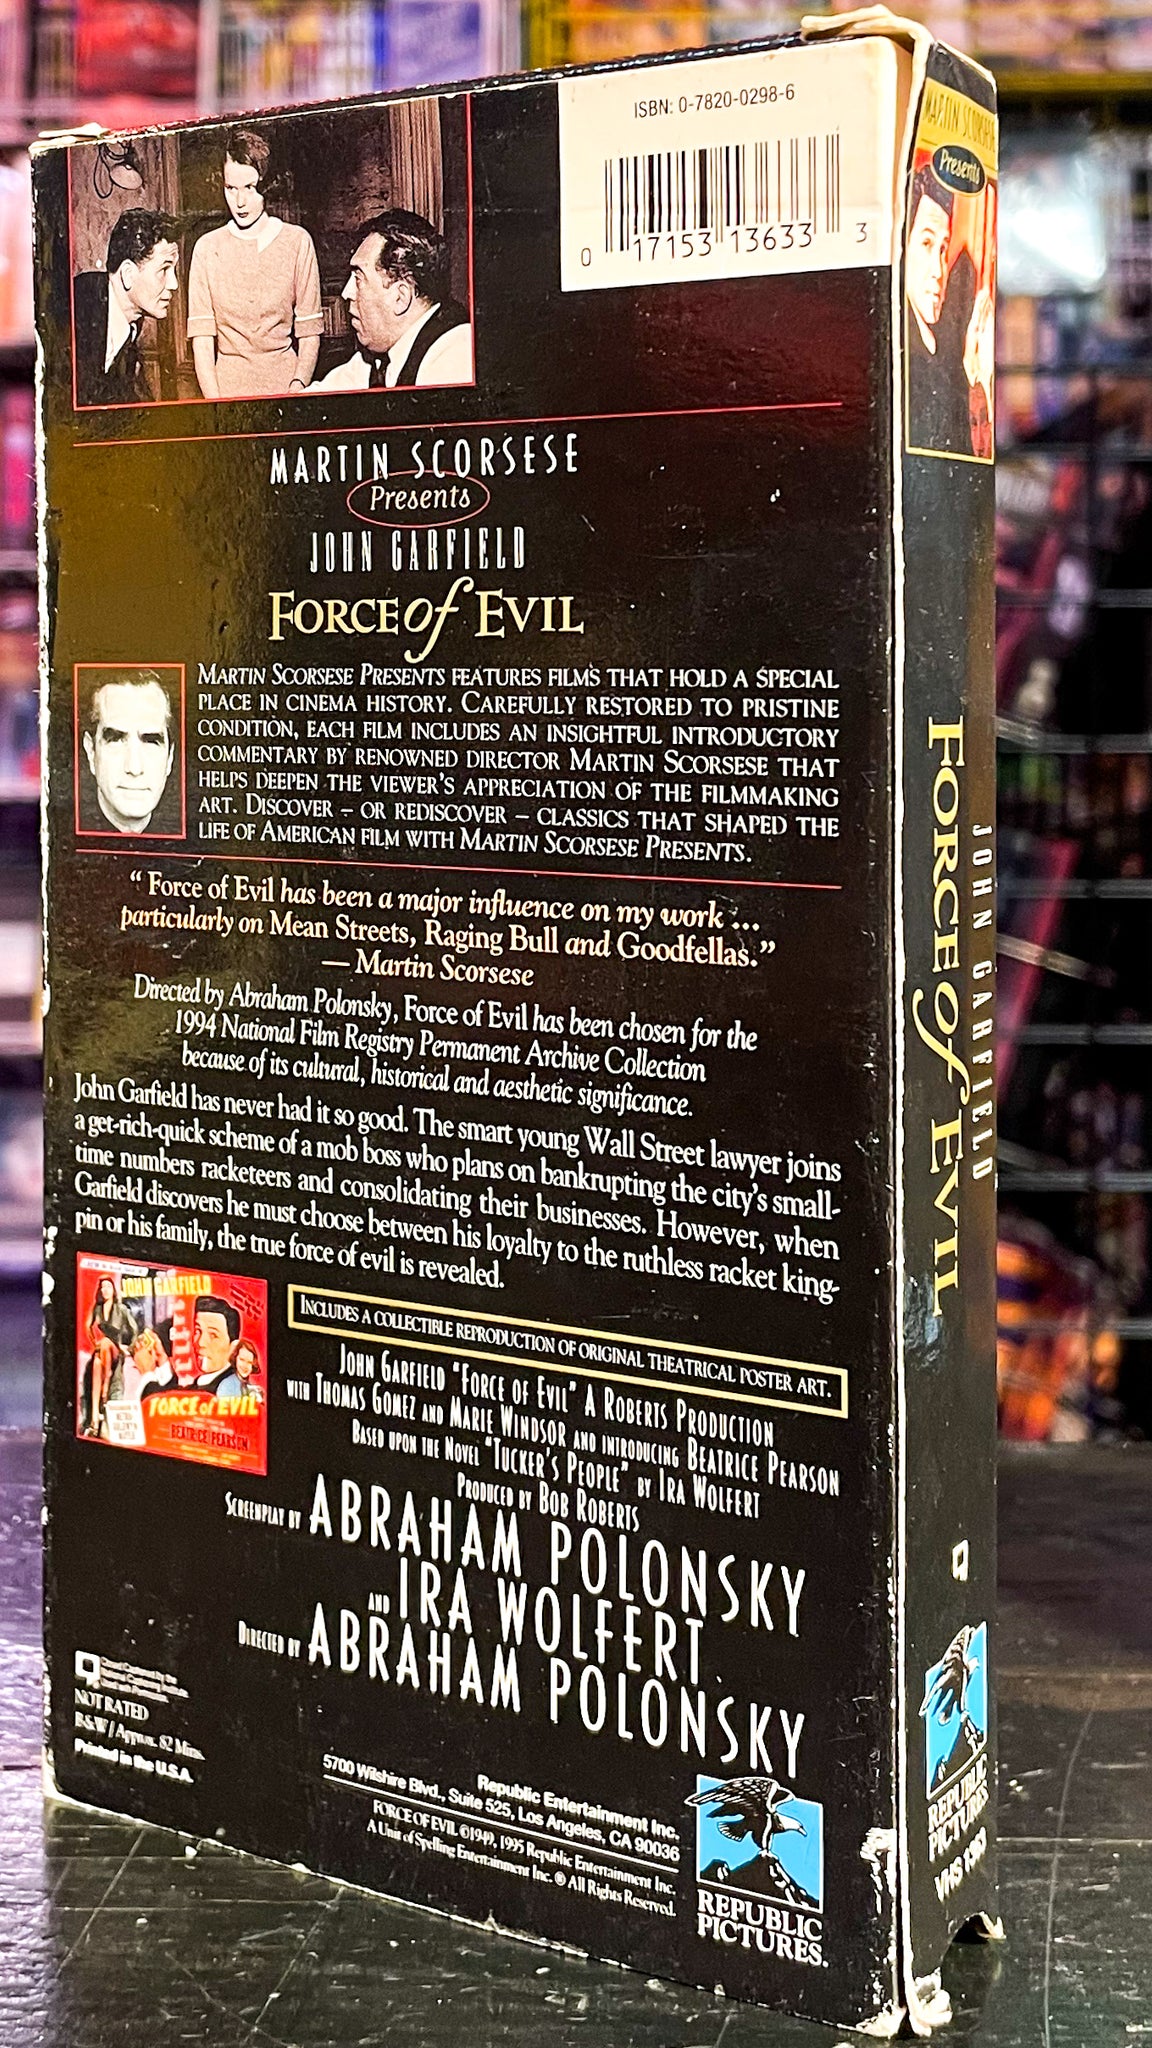 ISBN: 0-7820-0298-6
0 17153 13633 3
MARTIN SCORSESE
Presents
JOHN GARFIELD
FORCE of EVIL
MARTIN SCORSESE PRESENTS FEATURES FILMS THAT HOLD A SPECIAL
PLACE IN CINEMA HISTORY. CAREFULLY RESTORED TO PRISTINE
CONDITION, EACH FILM INCLUDES AN INSIGHTFUL INTRODUCTORY
COMMENTARY BY RENOWNED DIRECTOR MARTIN SCORSESE THAT
HELPS DEEPEN THE VIEWER'S APPRECIATION OF THE FILMMAKING
ART. DISCOVER – OR REDISCOVER – CLASSICS THAT SHAPED THE
LIFE OF AMERICAN FILM WITH MARTIN SCORSESE PRESENTS.
“ Force of Evil has been a major influence on my work ...
particularly on Mean Streets, Raging Bull and Goodfellas.”
— Martin Scorsese
Directed by Abraham Polonsky, Force of Evil has been chosen for the
1994 National Film Registry Permanent Archive Collection
because of its cultural, historical and aesthetic significance.
John Garfield has never had it so good. The smart young Wall Street lawyer joins
a get-rich-quick scheme of a mob boss who plans on bankrupting the city's small-
time numbers racketeers and consolidating their businesses. However, when
Garfield discovers he must choose between his loyalty to the ruthless racket king-
pin or his family, the true force of evil is revealed.
JOHN GARFIELD
FORCE of EVIL
BEATRICE PEARSON
INCLUDES A COLLECTIBLE REPRODUCTION OF ORIGINAL THEATRICAL POSTER ART.
JOHN GARFIELD "FORCE OF EVIL" A ROBERTS PRODUCTION
WITH THOMAS GOMEZ AND MARIE WINDSOR AND INTRODUCING BEATRICE PEARSON
BASED UPON THE NOVEL "TUCKER'S PEOPLE" BY IRA WOLFERT
PRODUCED BY BOB ROBERTS
SCREENPLAY BY ABRAHAM POLONSKY
AND IRA WOLFERT
DIRECTED BY ABRAHAM POLONSKY
NOT RATED
B&W / Approx. 82 Mins.
Printed in the U.S.A.
Republic Entertainment Inc.
5700 Wilshire Blvd., Suite 525, Los Angeles, CA 90036
FORCE OF EVIL ©1949, 1995 Republic Entertainment Inc.
A Unit of Spelling Entertainment Inc. ® All Rights Reserved.
REPUBLIC
PICTURES.
MARTIN SCORSESE
Presents
JOHN GARFIELD
FORCE of EVIL
REPUBLIC
PICTURES
VHS